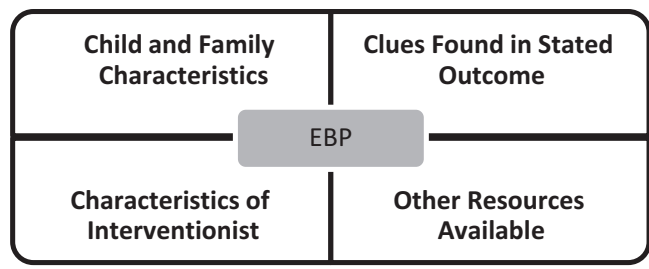 Child and Family
Characteristics
Clues Found in Stated
Outcome
EBP
Characteristics of
Interventionist
Other Resources
Available